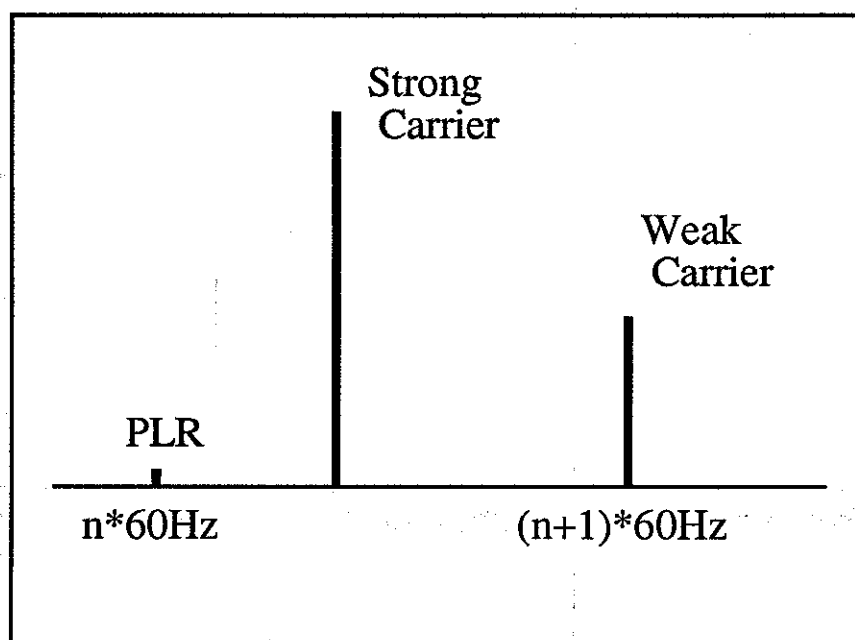 Strong
Carrier
Weak
Carrier
PLR
n*60Hz
(n+1)*60Hz